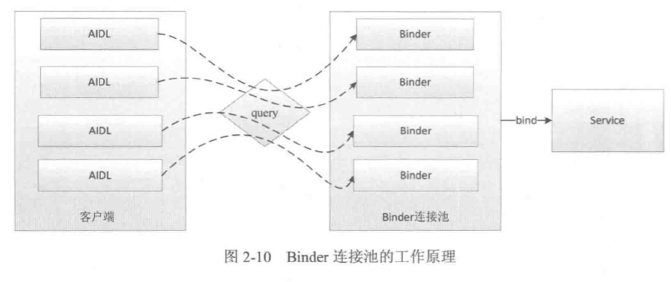 AIDL
AIDL
AIDL
AIDL
客户端
query
Binder
Binder
Binder
Binder
Binder连接池
bind
Service
图 2-10 Binder 连接池的工作原理